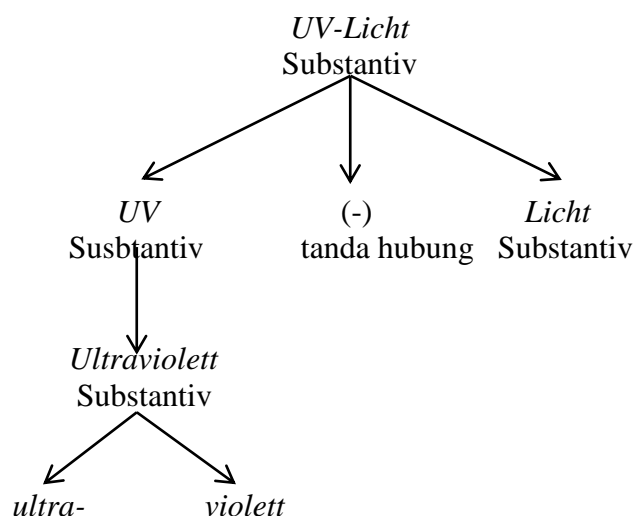 UV-Licht
Substantiv
UV (-) Licht
Susbtantiv tanda hubung Substantiv
Ultraviolett
Substantiv
ultra- violett